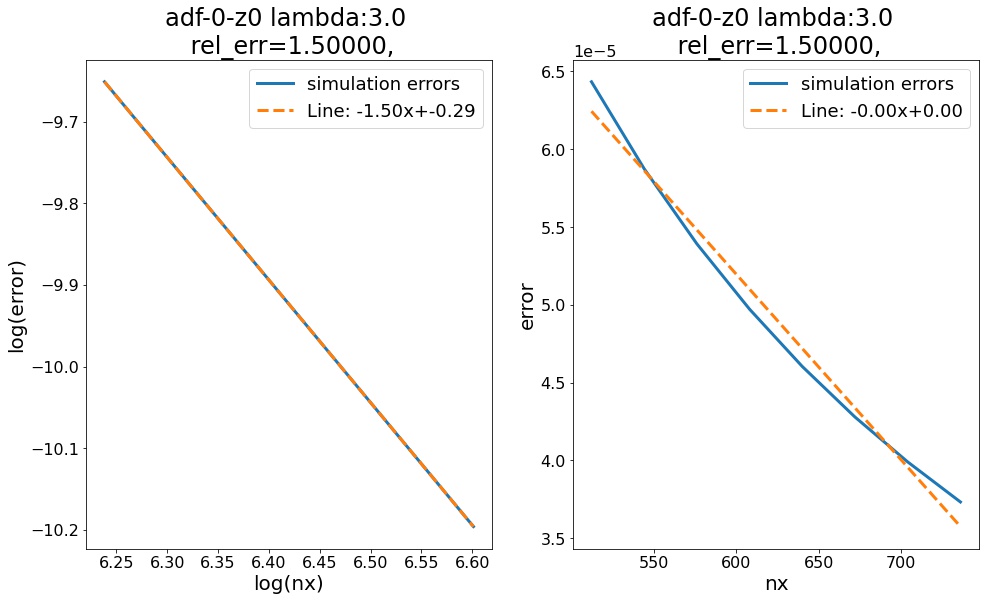 adf-0-z0 lambda:3.0
rel_err=1.50000,
simulation errors
Line: -1.50x+-0.29
−9.7
−9.8
−9.9
−10.0
−10.1
−10.2
log(error)
6.25 6.30 6.35 6.40 6.45 6.50 6.55 6.60
log(nx)
adf-0-z0 lambda:3.0
rel_err=1.50000,
1e−5
simulation errors
Line: -0.00x+0.00
6.5
6.0
5.5
5.0
4.5
4.0
3.5
error
550 600 650 700
nx